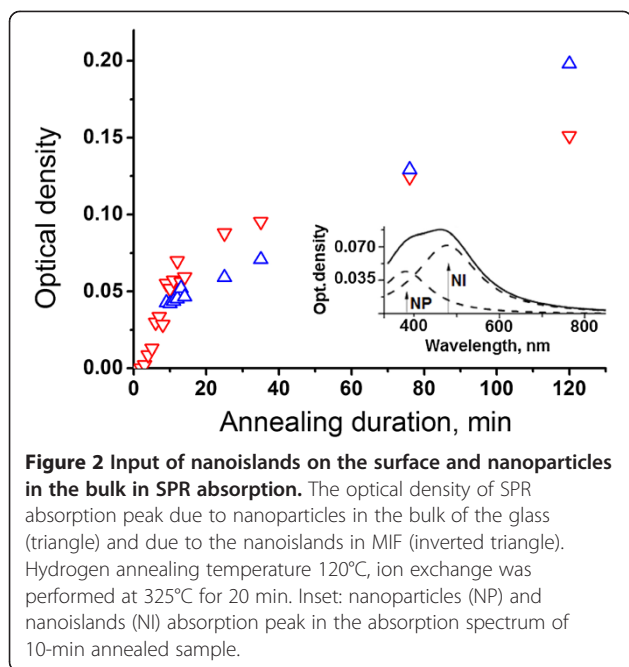 0.20
0.15
0.10
0.05
0.00
Optical density
0 20 40 60 80 100 120
Annealing duration, min
Opt.density
0.070
0.035
NP
NI
400 600 800
Wavelength, nm
Figure 2 Input of nanoislands on the surface and nanoparticles
in the bulk in SPR absorption. The optical density of SPR
absorption peak due to nanoparticles in the bulk of the glass
(triangle) and due to the nanoislands in MIF (inverted triangle).
Hydrogen annealing temperature 120°C, ion exchange was
performed at 325°C for 20 min. Inset: nanoparticles (NP) and
nanoislands (NI) absorption peak in the absorption spectrum of
10-min annealed sample.